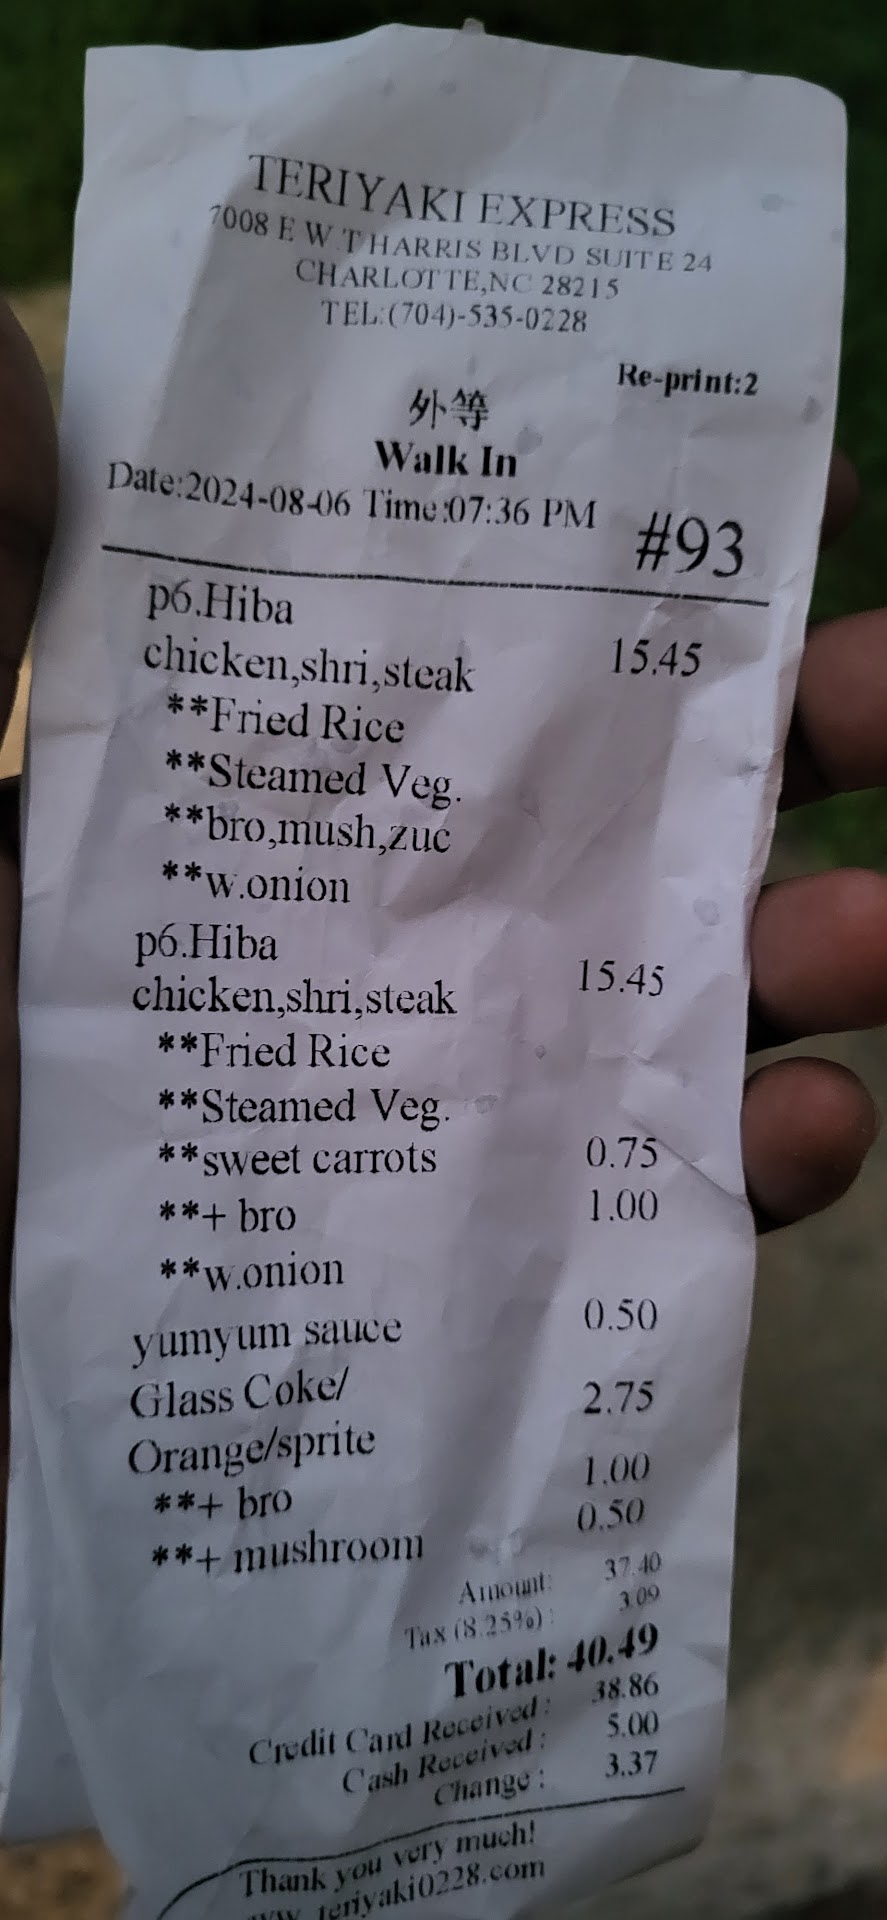 TERIYAKI EXPRESS
7008 E W.T HARRIS BLVD SUITE 24
CHARLOTTE,NC 28215
TEL:(704)-535-0228
Re-print:2
外等
Walk In
Date:2024-08-06 Time:07:36 PM #93
p6.Hiba
chicken,shri,steak 15.45
**Fried Rice
**Steamed Veg.
**bro,mush,zuc
**w.onion
p6.Hiba
chicken,shri,steak 15.45
**Fried Rice
**Steamed Veg.
**sweet carrots 0.75
**+ bro 1.00
**w.onion
yumyum sauce 0.50
Glass Coke/
Orange/sprite 2.75
**+ bro 1.00
**+ mushroom 0.50
Amount: 37.40
Tax (8.25%) : 3.09
Total: 40.49
Credit Card Received : 38.86
Cash Received : 5.00
Change : 3.37
Thank you very much!
www.teriyaki0228.com